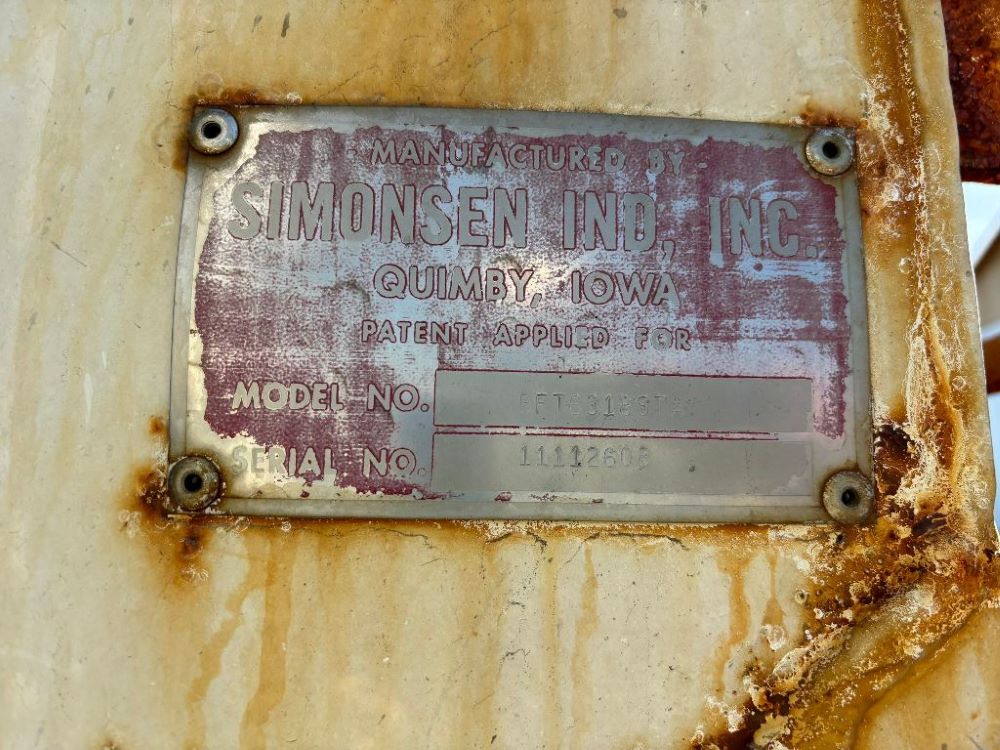 MANUFACTURED BY
SIMONSEN IND, INC.
QUIMBY, IOWA
PATENT APPLIED FOR
MODEL NO.
SERIAL NO.